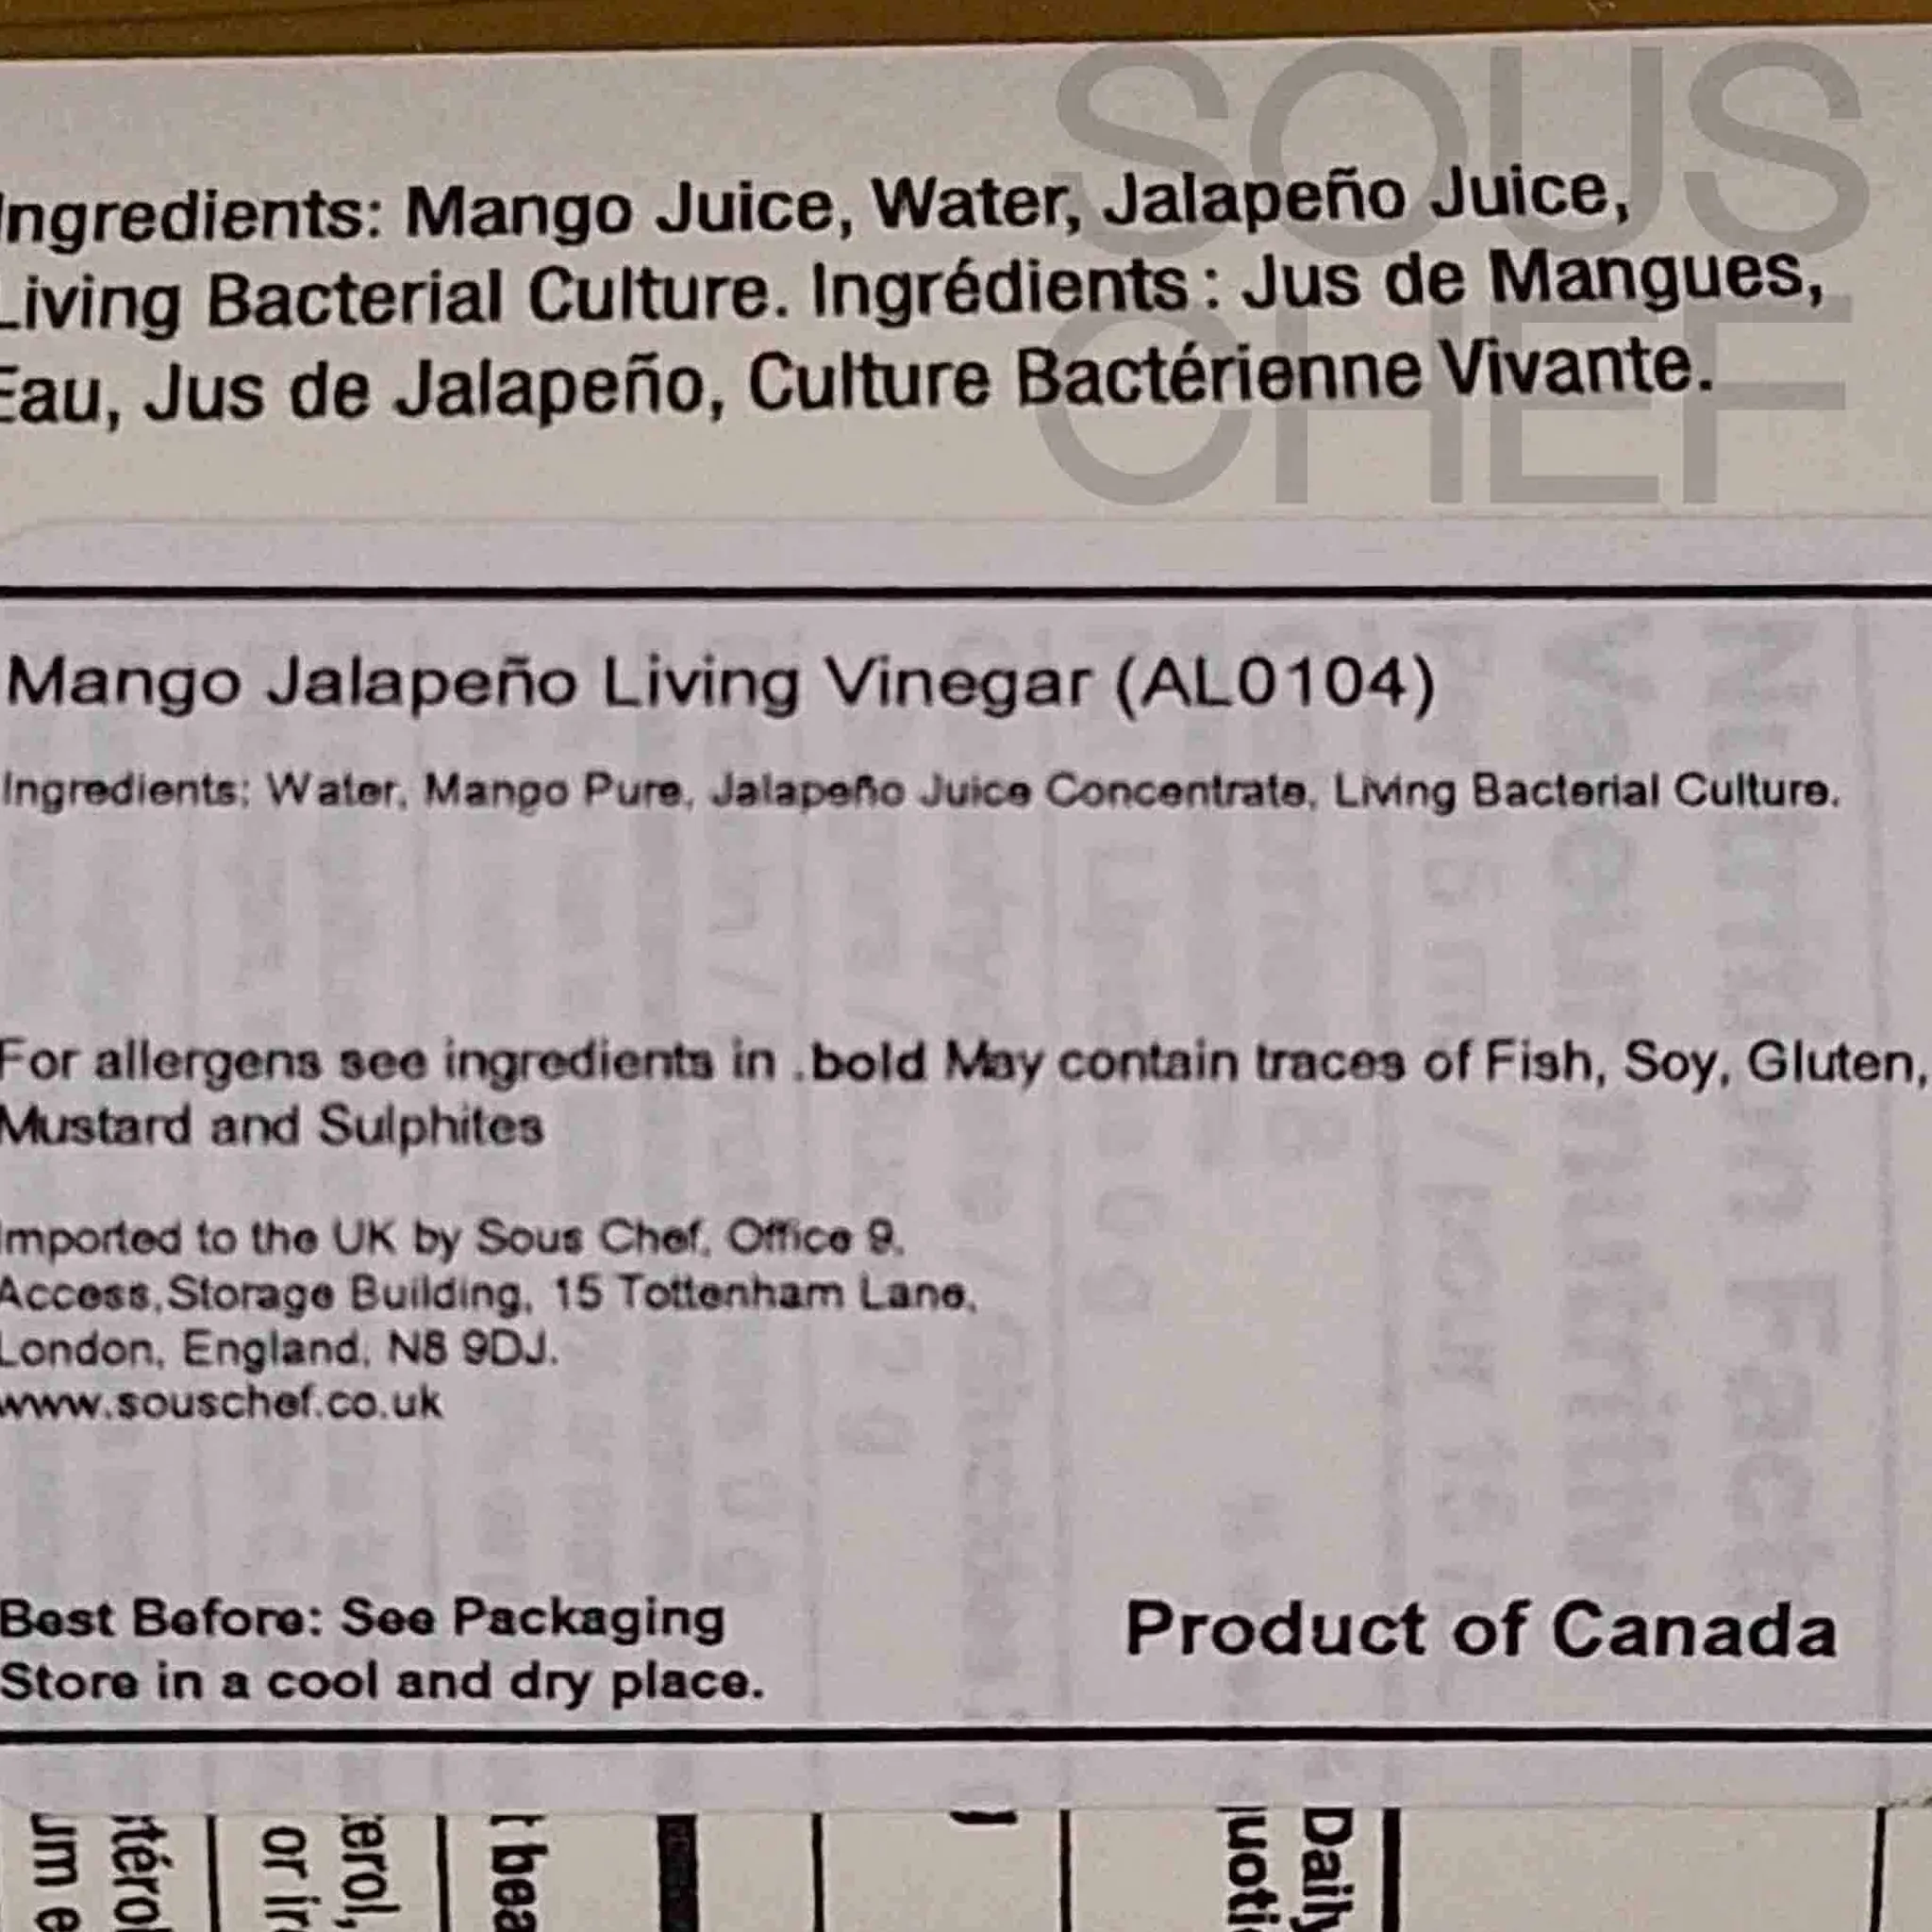 SOUS
CHEF
Ingredients: Mango Juice, Water, Jalapeño Juice,
Living Bacterial Culture. Ingrédients : Jus de Mangues,
Eau, Jus de Jalapeño, Culture Bactérienne Vivante.
Mango Jalapeño Living Vinegar (AL0104)
Ingredients: Water, Mango Pure, Jalapeño Juice Concentrate, Living Bacterial Culture.
For allergens see ingredients in .bold May contain traces of Fish, Soy, Gluten,
Mustard and Sulphites
Imported to the UK by Sous Chef, Office 9,
Access,Storage Building, 15 Tottenham Lane,
London, England, N8 9DJ.
www.souschef.co.uk
Best Before: See Packaging
Store in a cool and dry place.
Product of Canada
Daily
or